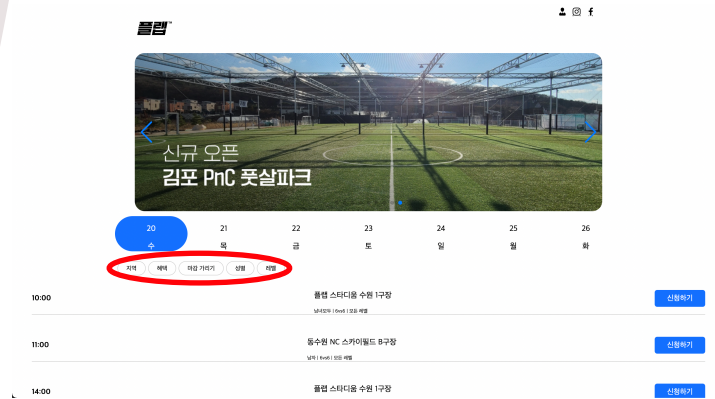 플랩
신규 오픈
김포 PnC 풋살파크
20 21 22 23 24 25 26
수 목 금 토 일 월 화
지역 혜택 마감 가리기 성별 레벨
10:00 플랩 스타디움 수원 1구장 신청하기
남녀모두 | 6vs6 | 모든 레벨
11:00 동수원 NC 스카이필드 B구장 신청하기
남자 | 6vs6 | 모든 레벨
14:00 플랩 스타디움 수원 1구장 신청하기